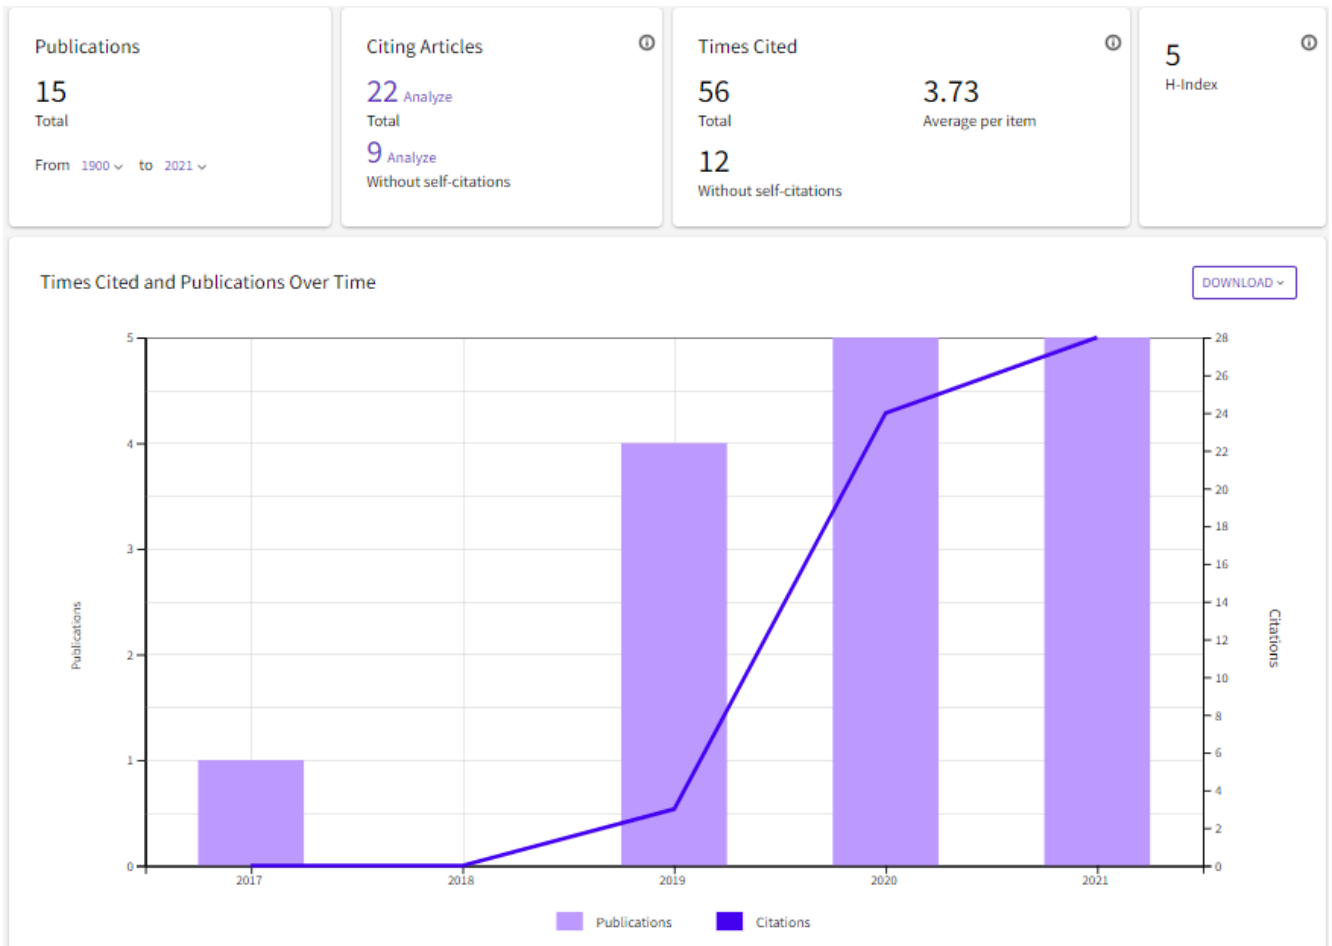 Publications
15
Total
From 1900 to 2021
Citing Articles
22 Analyze
Total
9 Analyze
Without self-citations
Times Cited
56
Total
3.73
Average per item
12
Without self-citations
5
H-Index
Times Cited and Publications Over Time
DOWNLOAD
Publications
5
4
3
2
1
0
28
26
24
22
20
18
16
14
12
10
8
6
4
2
0
Citations
2017 2018 2019 2020 2021
Publications Citations